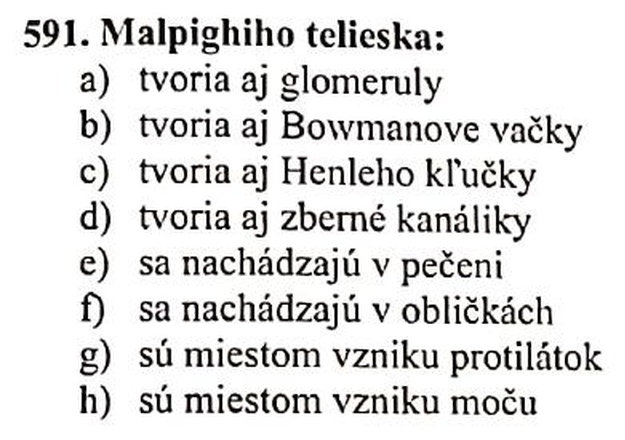 591. Malpighiho telieska:
a) tvoria aj glomeruly
b) tvoria aj Bowmanove vačky
c) tvoria aj Henleho kľučky
d) tvoria aj zberné kanáliky
e) sa nachádzajú v pečeni
f) sa nachádzajú v obličkách
g) sú miestom vzniku protilátok
h) sú miestom vzniku moču